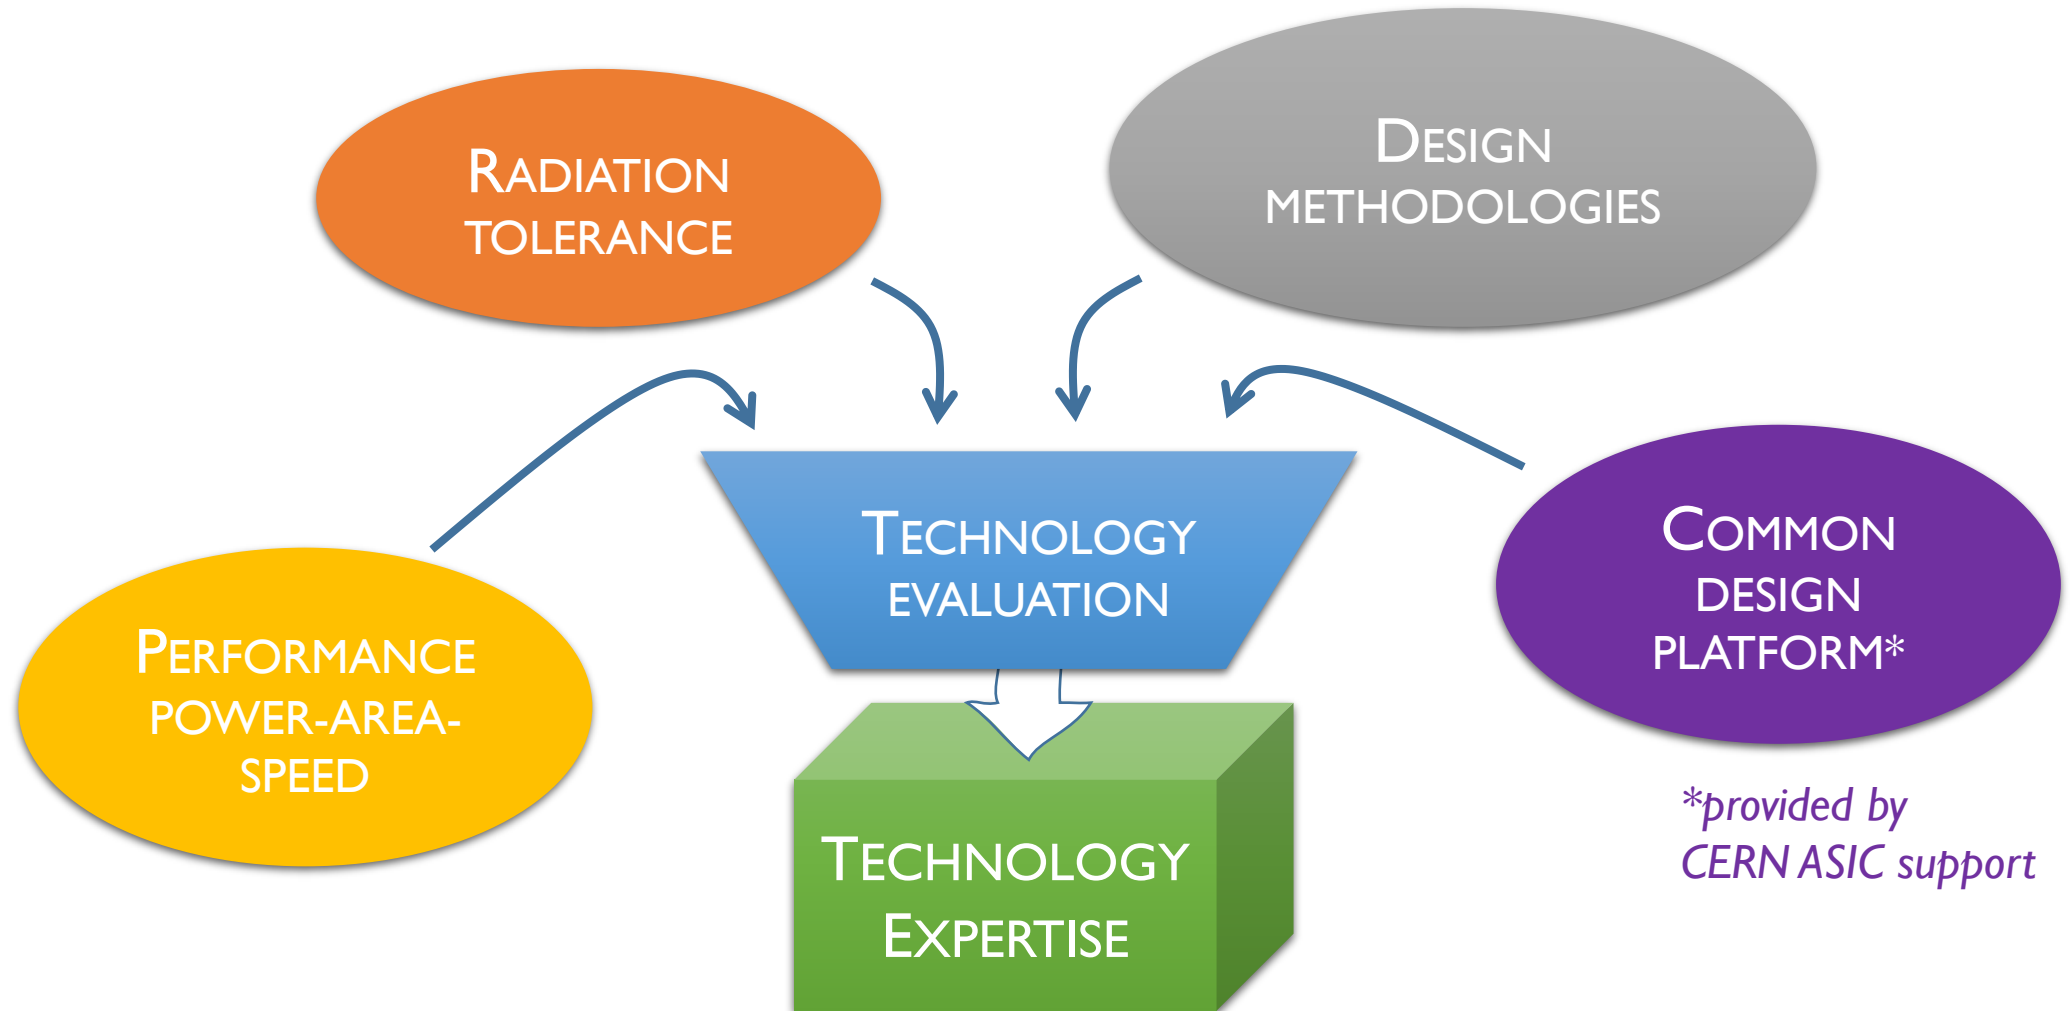 RADIATION
TOLERANCE
DESIGN
METHODOLOGIES
PERFORMANCE
POWER-AREA-
SPEED
TECHNOLOGY
EVALUATION
COMMON
DESIGN
PLATFORM*
*provided by
CERN ASIC support
TECHNOLOGY
EXPERTISE